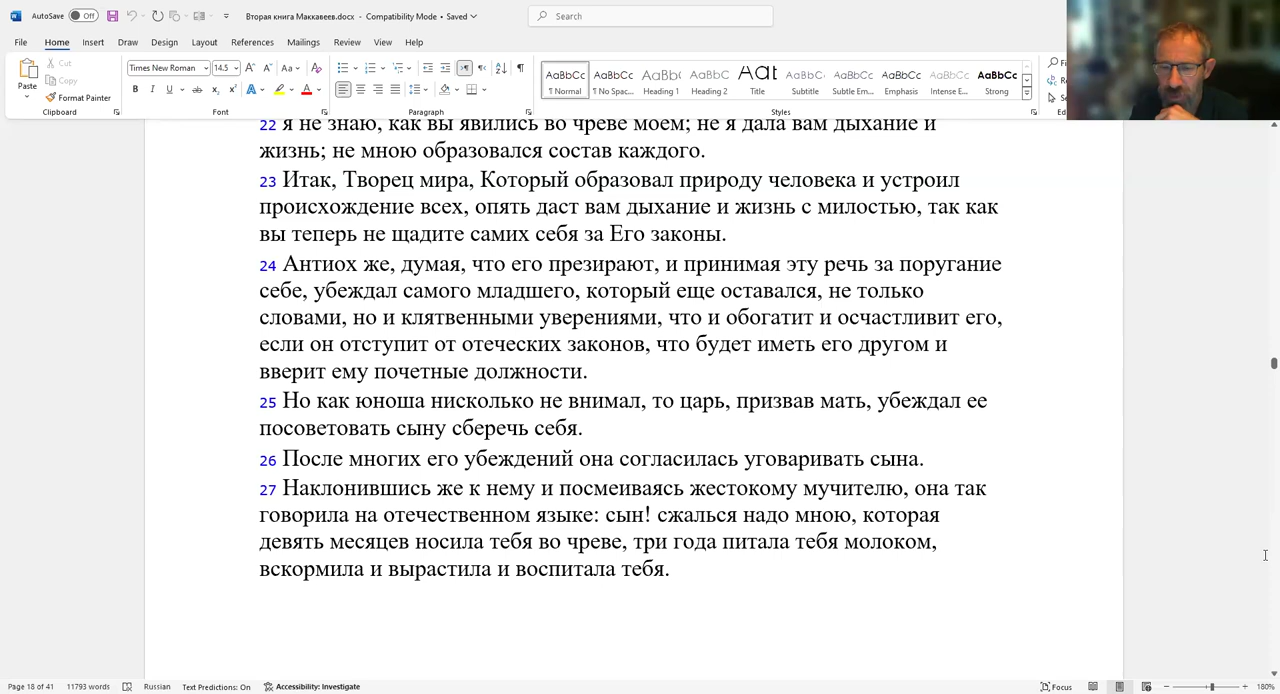 AutoSave Off Вторая книга Маккавеев.docx - Compatibility Mode • Saved Search
File Home Insert Draw Design Layout References Mailings Review View Help
Paste Cut Copy Format Painter Times New Roman 14.5 AaBbCc AaBbCc AaBbC AaBbCc Aat AaBbCc AaBbCc AaBbCc AaBbCc AaBbCc
¶ Normal ¶ No Spac... Heading 1 Heading 2 Title Subtitle Subtle Em... Emphasis Intense E... Strong
Clipboard Font Paragraph Styles
22 я не знаю, как вы явились во чреве моем; не я дала вам дыхание и
жизнь; не мною образовался состав каждого.
23 Итак, Творец мира, Который образовал природу человека и устроил
происхождение всех, опять даст вам дыхание и жизнь с милостью, так как
вы теперь не щадите самих себя за Его законы.
24 Антиох же, думая, что его презирают, и принимая эту речь за поругание
себе, убеждал самого младшего, который еще оставался, не только
словами, но и клятвенными уверениями, что и обогатит и осчастливит его,
если он отступит от отеческих законов, что будет иметь его другом и
вверит ему почетные должности.
25 Но как юноша нисколько не внимал, то царь, призвав мать, убеждал ее
посоветовать сыну сберечь себя.
26 После многих его убеждений она согласилась уговаривать сына.
27 Наклонившись же к нему и посмеиваясь жестокому мучителю, она так
говорила на отечественном языке: сын! сжалься надо мною, которая
девять месяцев носила тебя во чреве, три года питала тебя молоком,
вскормила и вырастила и воспитала тебя.
Page 18 of 41 11793 words Russian Text Predictions: On Accessibility: Investigate Focus 180%